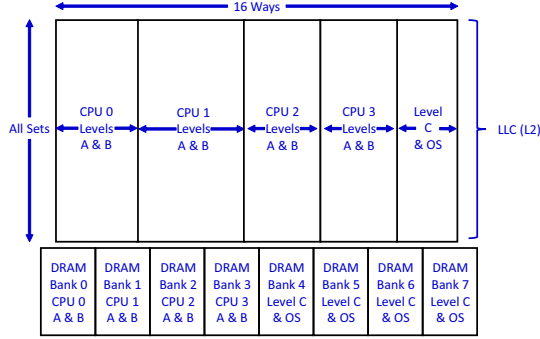 16 Ways
All Sets
CPU 0
Levels
A & B
CPU 1
Levels
A & B
CPU 2
Levels
A & B
CPU 3
Levels
A & B
Level
C
& OS
LLC (L2)
DRAM
Bank 0
CPU 0
A & B
DRAM
Bank 1
CPU 1
A & B
DRAM
Bank 2
CPU 2
A & B
DRAM
Bank 3
CPU 3
A & B
DRAM
Bank 4
Level C
& OS
DRAM
Bank 5
Level C
& OS
DRAM
Bank 6
Level C
& OS
DRAM
Bank 7
Level C
& OS